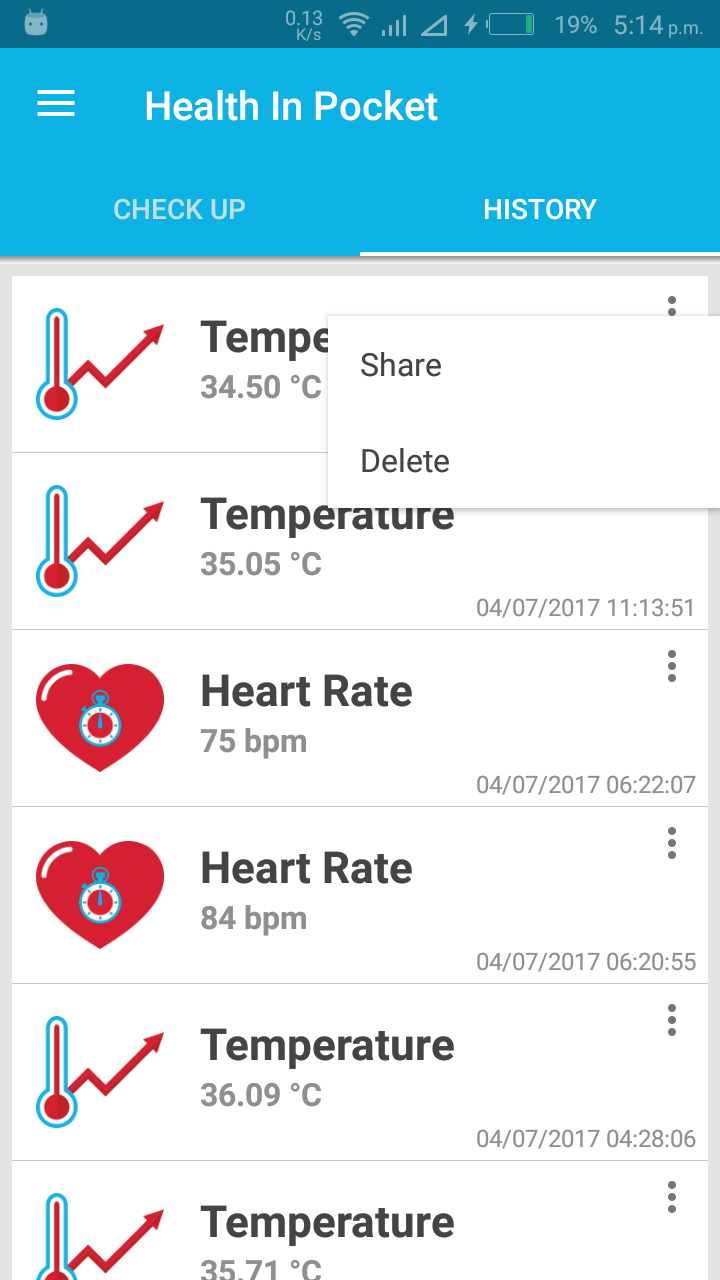 0.13
K/s
19%
5:14 p.m.
Health In Pocket
CHECK UP
HISTORY
Tempe
34.50 °C
Share
Delete
Temperature
35.05 °C
04/07/2017 11:13:51
Heart Rate
75 bpm
04/07/2017 06:22:07
Heart Rate
84 bpm
04/07/2017 06:20:55
Temperature
36.09 °C
04/07/2017 04:28:06
Temperature
35.71 °C